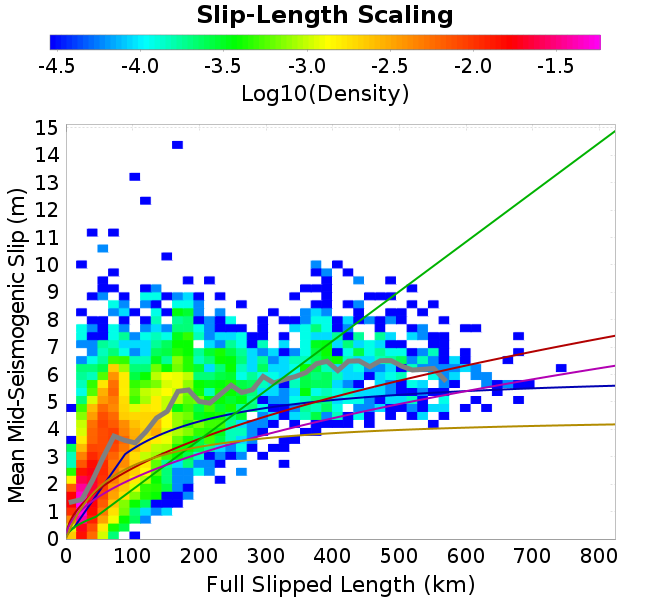 Slip-Length Scaling
-4.5 -4.0 -3.5 -3.0 -2.5 -2.0 -1.5
Log10(Density)
Mean Mid-Seismogenic Slip (m)
15
14
13
12
11
10
9
8
7
6
5
4
3
2
1
0
0 100 200 300 400 500 600 700 800
Full Slipped Length (km)